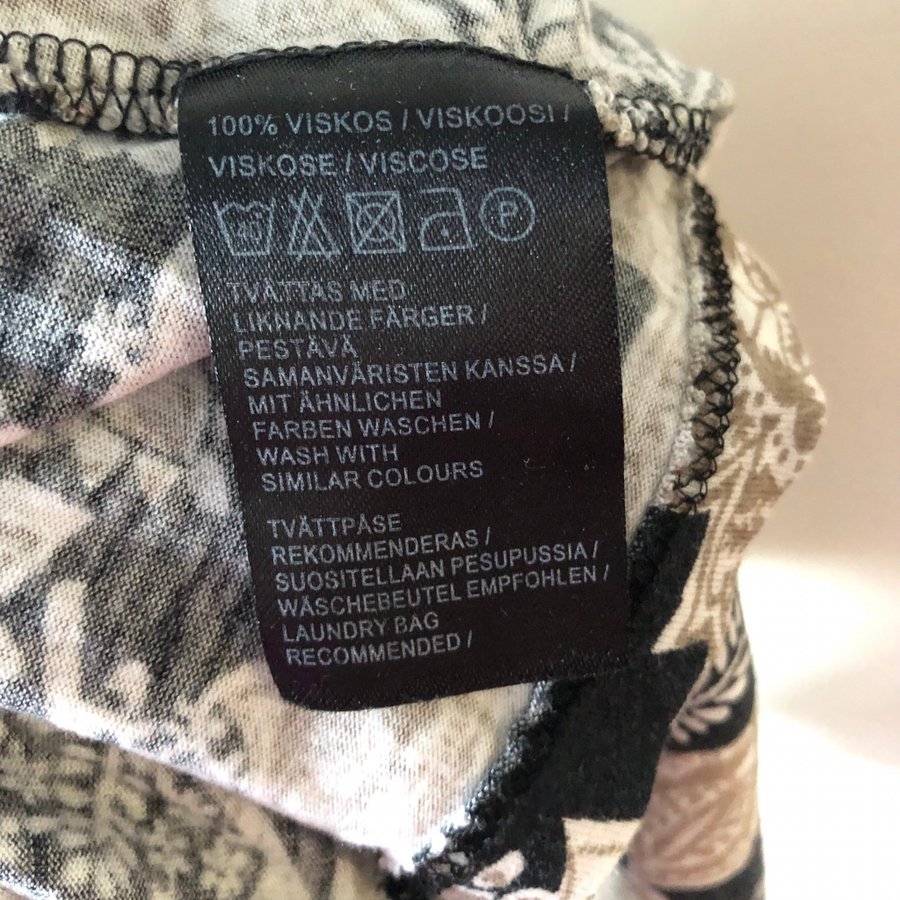 100% VISKOS / VISKOOSI /
VISKOSE / VISCOSE
40 P
TVÄTTAS MED
LIKNANDE FÄRGER /
PESTÄVÄ
SAMANVÄRISTEN KANSSA /
MIT ÄHNLICHEN
FARBEN WASCHEN /
WASH WITH
SIMILAR COLOURS
TVÄTTPÅSE
REKOMMENDERAS /
SUOSITELLAAN PESUPUSSIA /
WÄSCHEBEUTEL EMPFOHLEN /
LAUNDRY BAG
RECOMMENDED /